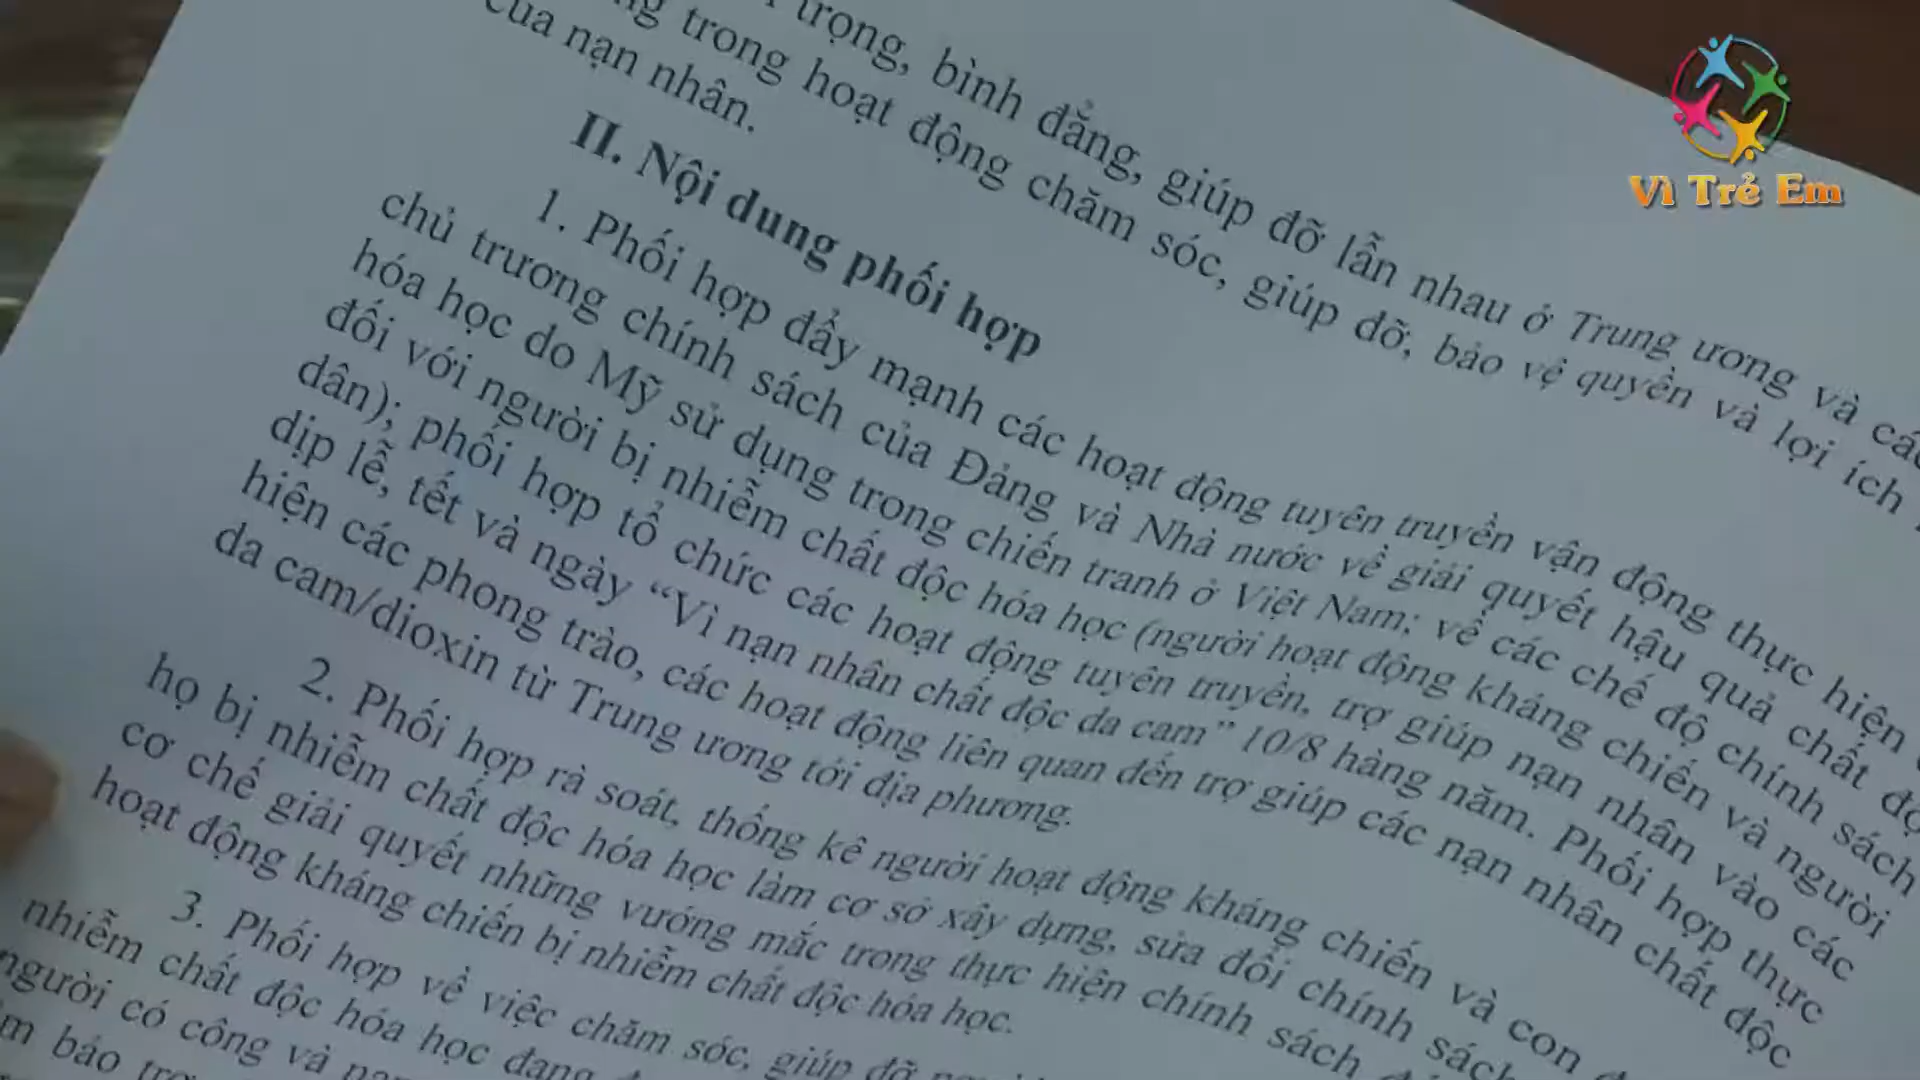 trọng, bình đẳng, giúp đỡ lẫn nhau ở Trung ương và
trong hoạt động chăm sóc, giúp đỡ, bảo vệ quyền và lợi ích
của nạn nhân.
II. Nội dung phối hợp
1. Phối hợp đẩy mạnh các hoạt động tuyên truyền vận động thực hiện
chủ trương chính sách của Đảng và Nhà nước về giải quyết hậu quả chất
hóa học do Mỹ sử dụng trong chiến tranh ở Việt Nam; về các chế độ chính sách
đối với người bị nhiễm chất độc hóa học (người hoạt động kháng chiến và người
dân); phối hợp tổ chức các hoạt động tuyên truyền, trợ giúp nạn nhân vào các
dịp lễ, tết và ngày “Vì nạn nhân chất độc da cam” 10/8 hàng năm. Phối hợp thực
hiện các phong trào, các hoạt động liên quan đến trợ giúp các nạn nhân chất độc
da cam/dioxin từ Trung ương tới địa phương.
2. Phối hợp rà soát, thống kê người hoạt động kháng chiến và con
họ bị nhiễm chất độc hóa học làm cơ sở xây dựng, sửa đổi chính sách
cơ chế giải quyết những vướng mắc trong thực hiện chính sách
hoạt động kháng chiến bị nhiễm chất độc hóa học.
3. Phối hợp về việc chăm sóc, giúp đỡ
nhiễm chất độc hóa học đang
người có công và
bảo
Vì Trẻ Em